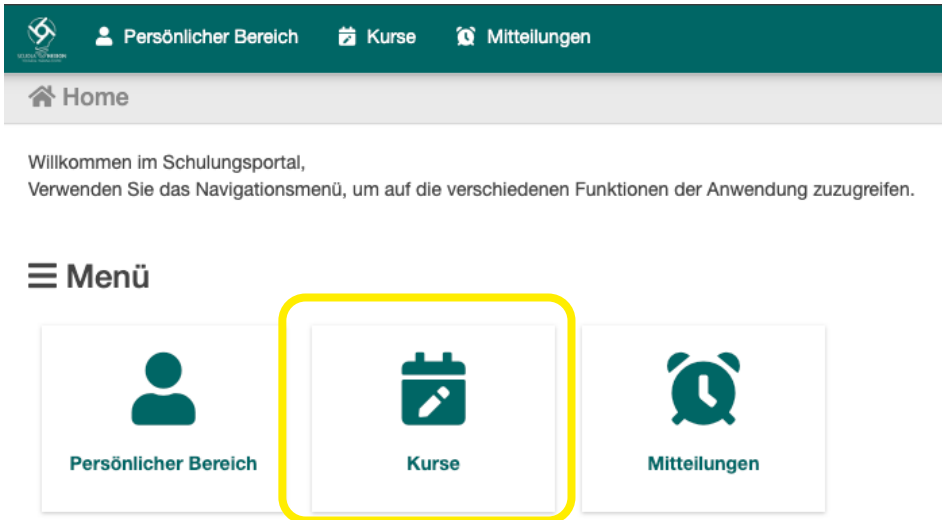 Persönlicher Bereich Kurse Mitteilungen
Home
Willkommen im Schulungsportal,
Verwenden Sie das Navigationsmenü, um auf die verschiedenen Funktionen der Anwendung zuzugreifen.
Menü
Persönlicher Bereich Kurse Mitteilungen